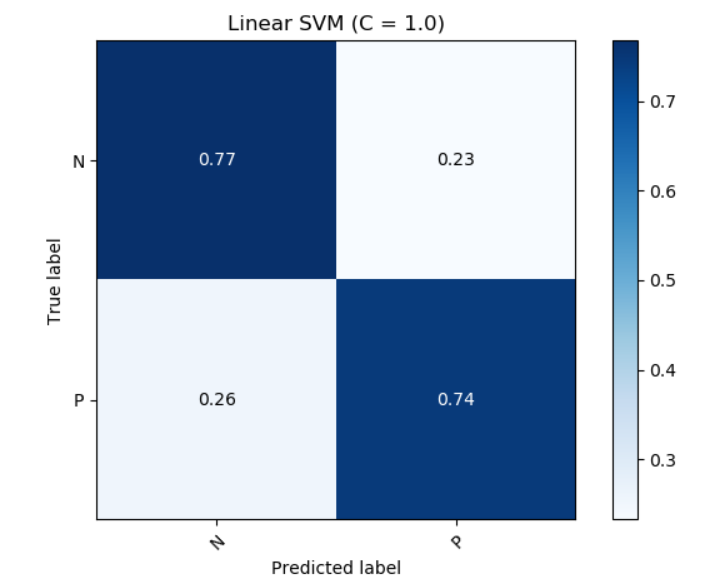 Linear SVM (C = 1.0)
N
0.77
0.23
P
0.26
0.74
True label
N
P
Predicted label
0.7
0.6
0.5
0.4
0.3